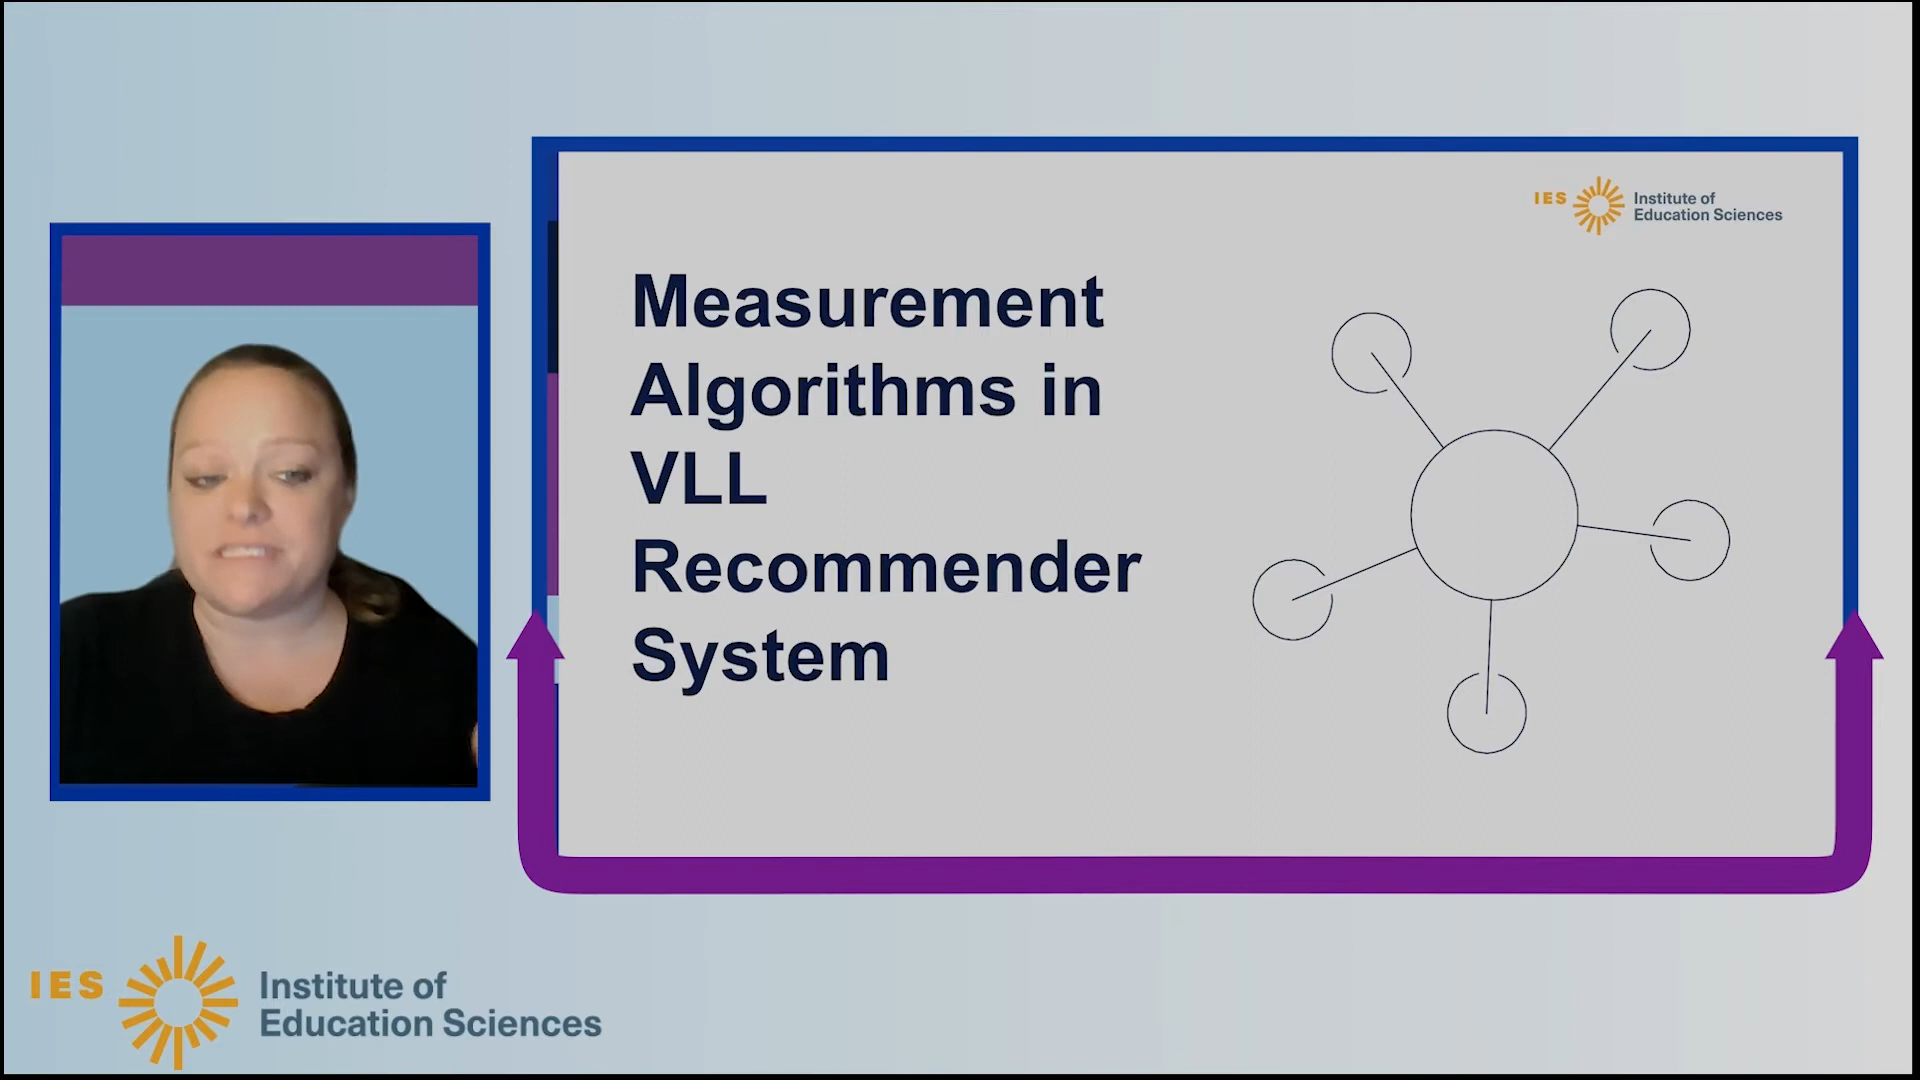 IES Institute of
Education Sciences
Measurement
Algorithms in
VLL
Recommender
System
IES Institute of
Education Sciences